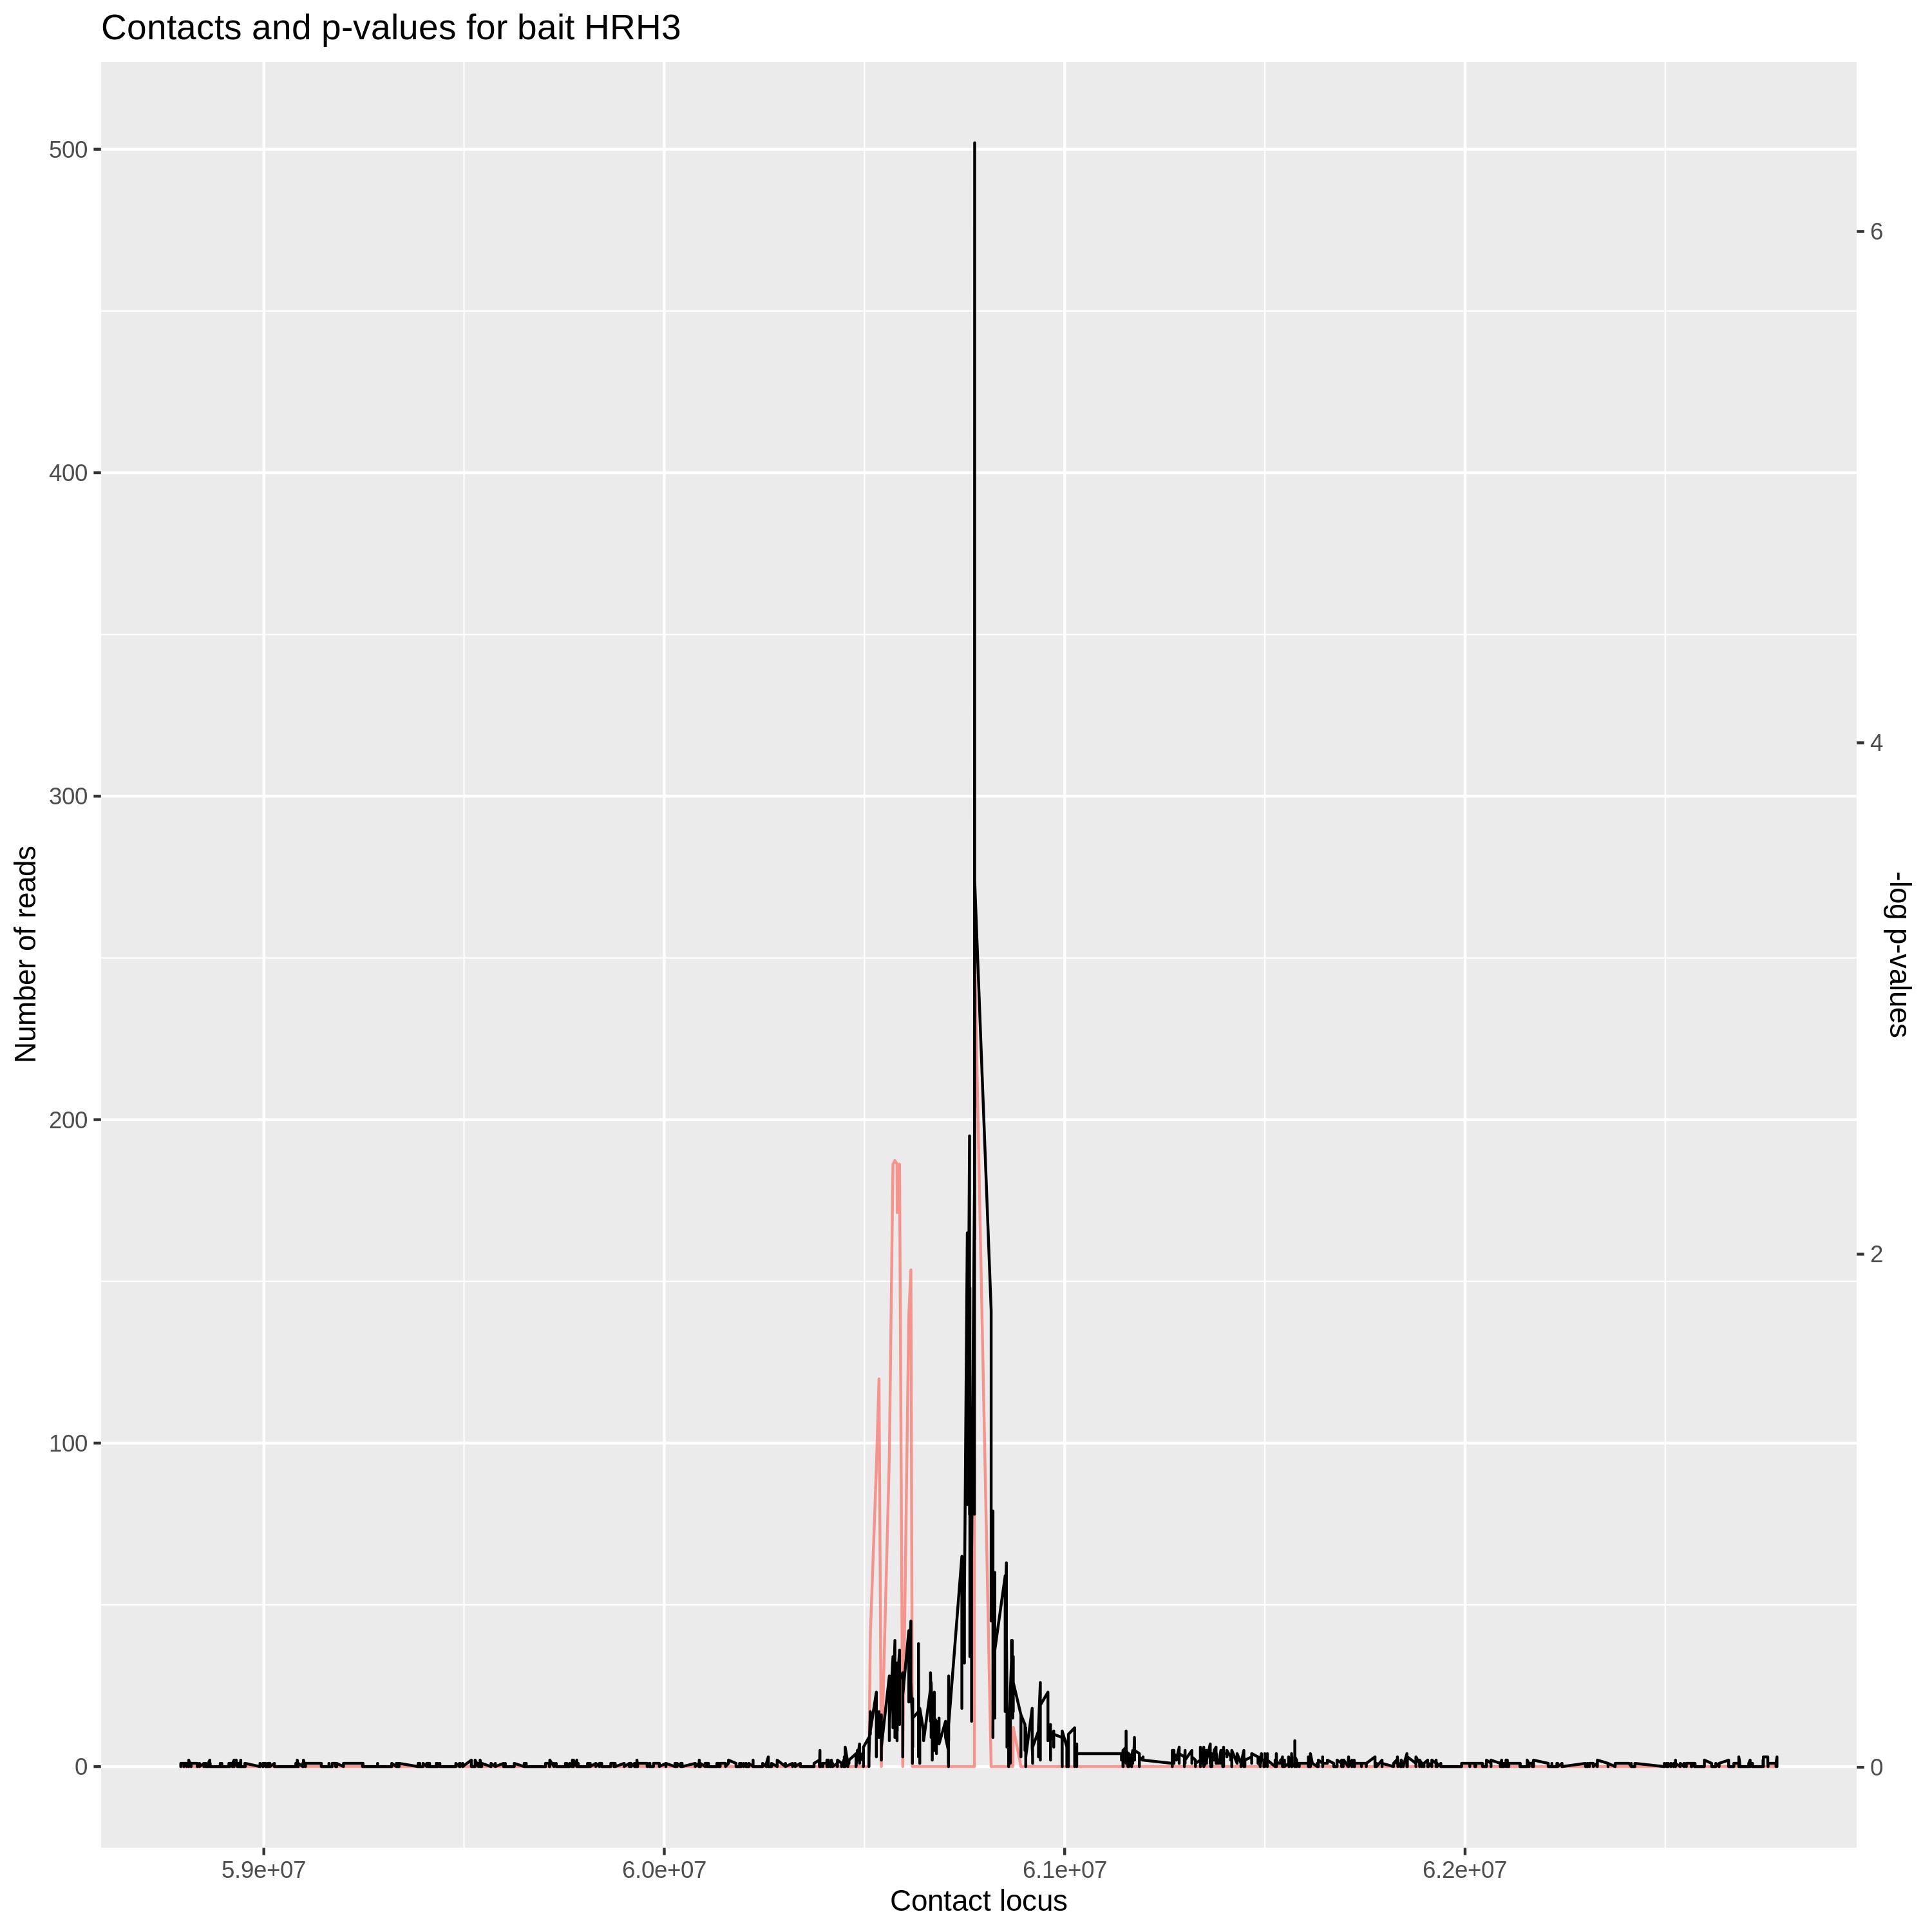 Contacts and p-values for bait HRH3
500
400
300
200
100
0
Number of reads
6
4
2
0
-log p-values
5.9e+07 6.0e+07 6.1e+07 6.2e+07
Contact locus